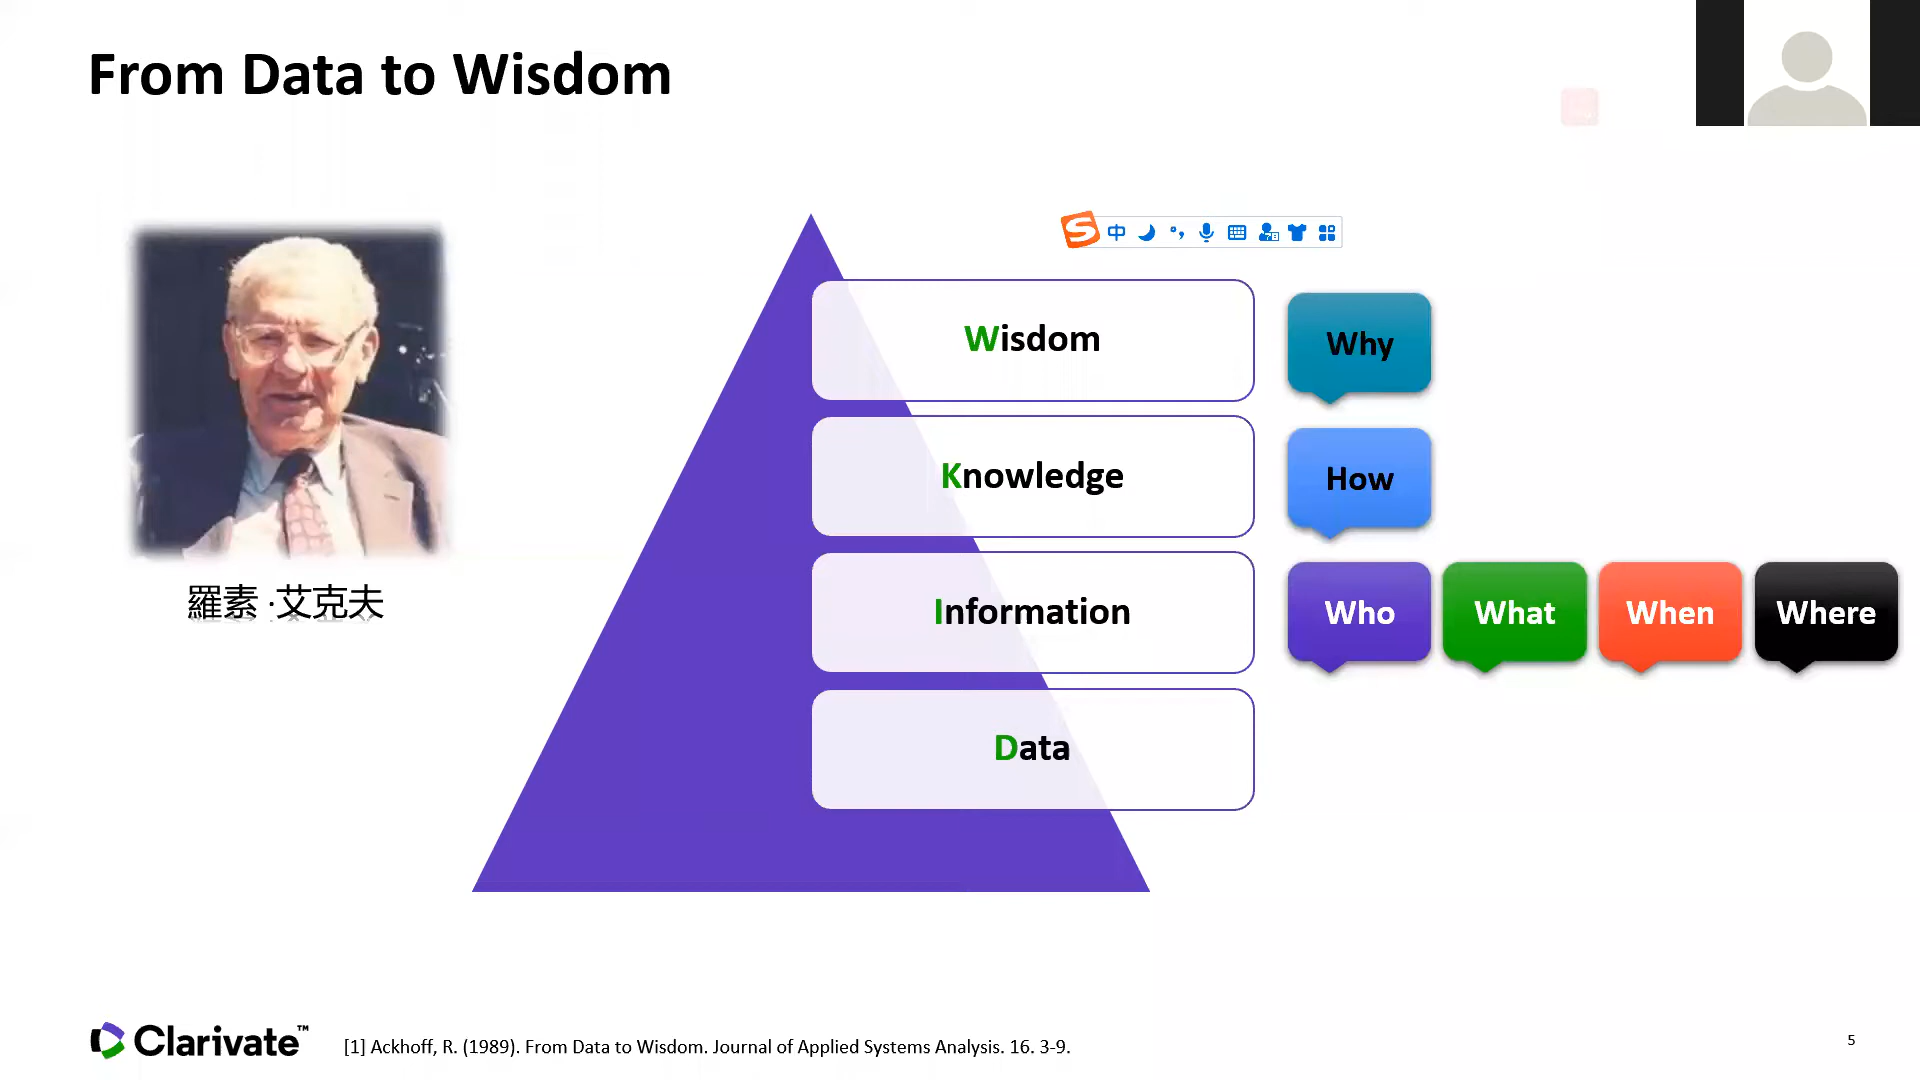 From Data to Wisdom
中
Wisdom
Why
Knowledge
How
Information
Who
What
When
Where
Data
羅素·艾克夫
Clarivate™
[1] Ackhoff, R. (1989). From Data to Wisdom. Journal of Applied Systems Analysis. 16. 3-9.
5